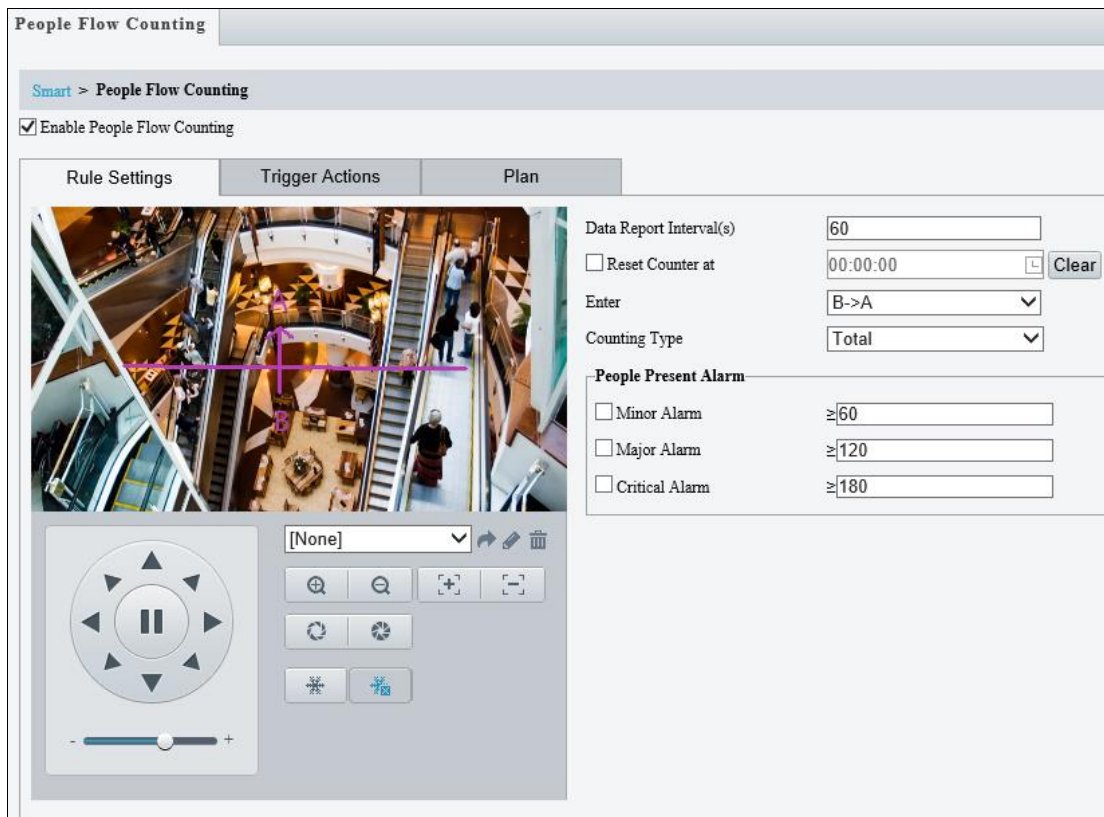 People Flow Counting
Smart > People Flow Counting
Enable People Flow Counting
Rule Settings Trigger Actions Plan
Data Report Interval(s) 60
Reset Counter at 00:00:00 Clear
Enter B->A
Counting Type Total
People Present Alarm
Minor Alarm ≥60
Major Alarm ≥120
Critical Alarm ≥180
A
B
[None]
- +